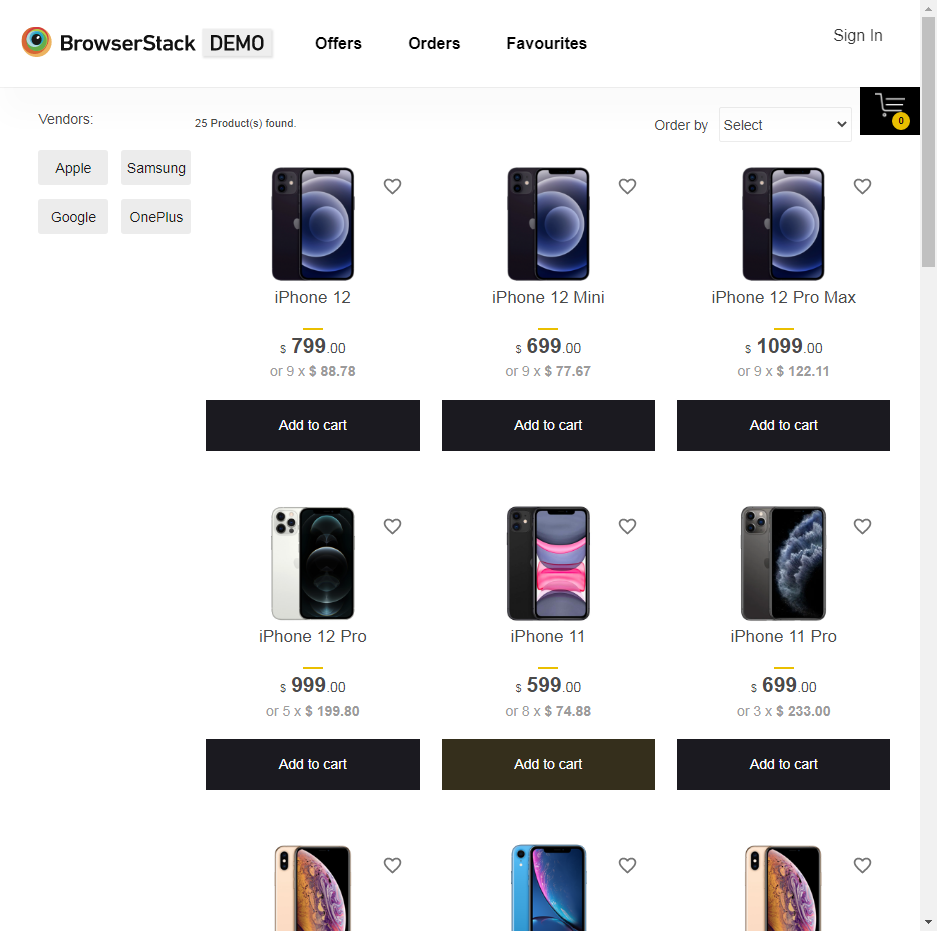 BrowserStack DEMO Offers Orders Favourites Sign In
Vendors:
25 Product(s) found.
Order by Select
0
Apple Samsung
Google OnePlus
iPhone 12 iPhone 12 Mini iPhone 12 Pro Max
$ 799.00 $ 699.00 $ 1099.00
or 9 x $ 88.78 or 9 x $ 77.67 or 9 x $ 122.11
Add to cart Add to cart Add to cart
iPhone 12 Pro iPhone 11 iPhone 11 Pro
$ 999.00 $ 599.00 $ 699.00
or 5 x $ 199.80 or 8 x $ 74.88 or 3 x $ 233.00
Add to cart Add to cart Add to cart